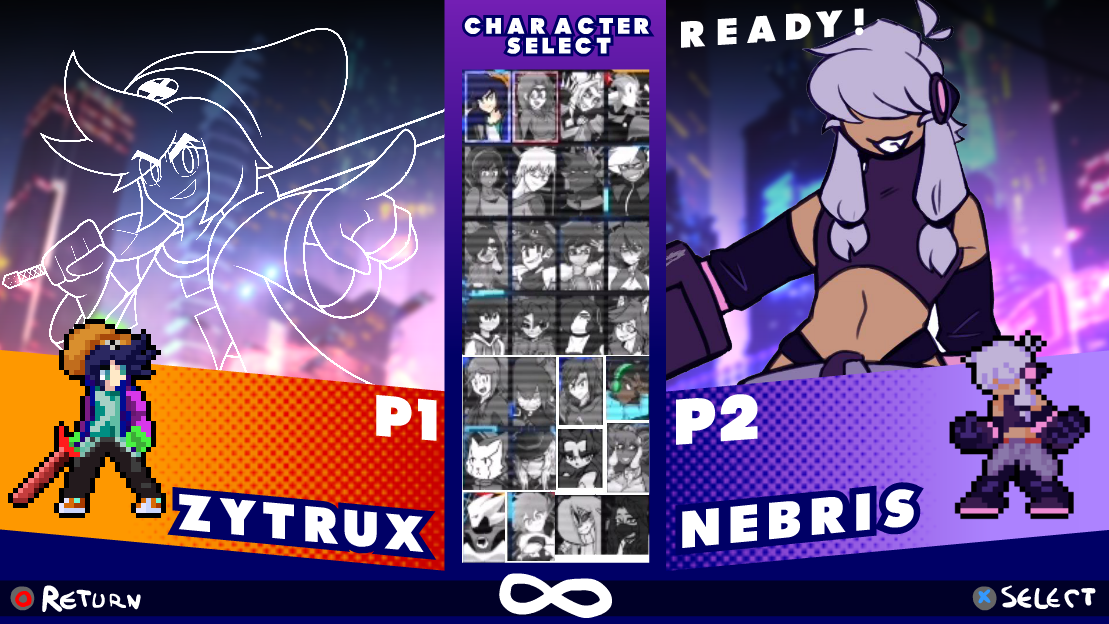 CHARACTER
SELECT
READY!
P1
ZYTRUX
P2
NEBRIS
RETURN
SELECT